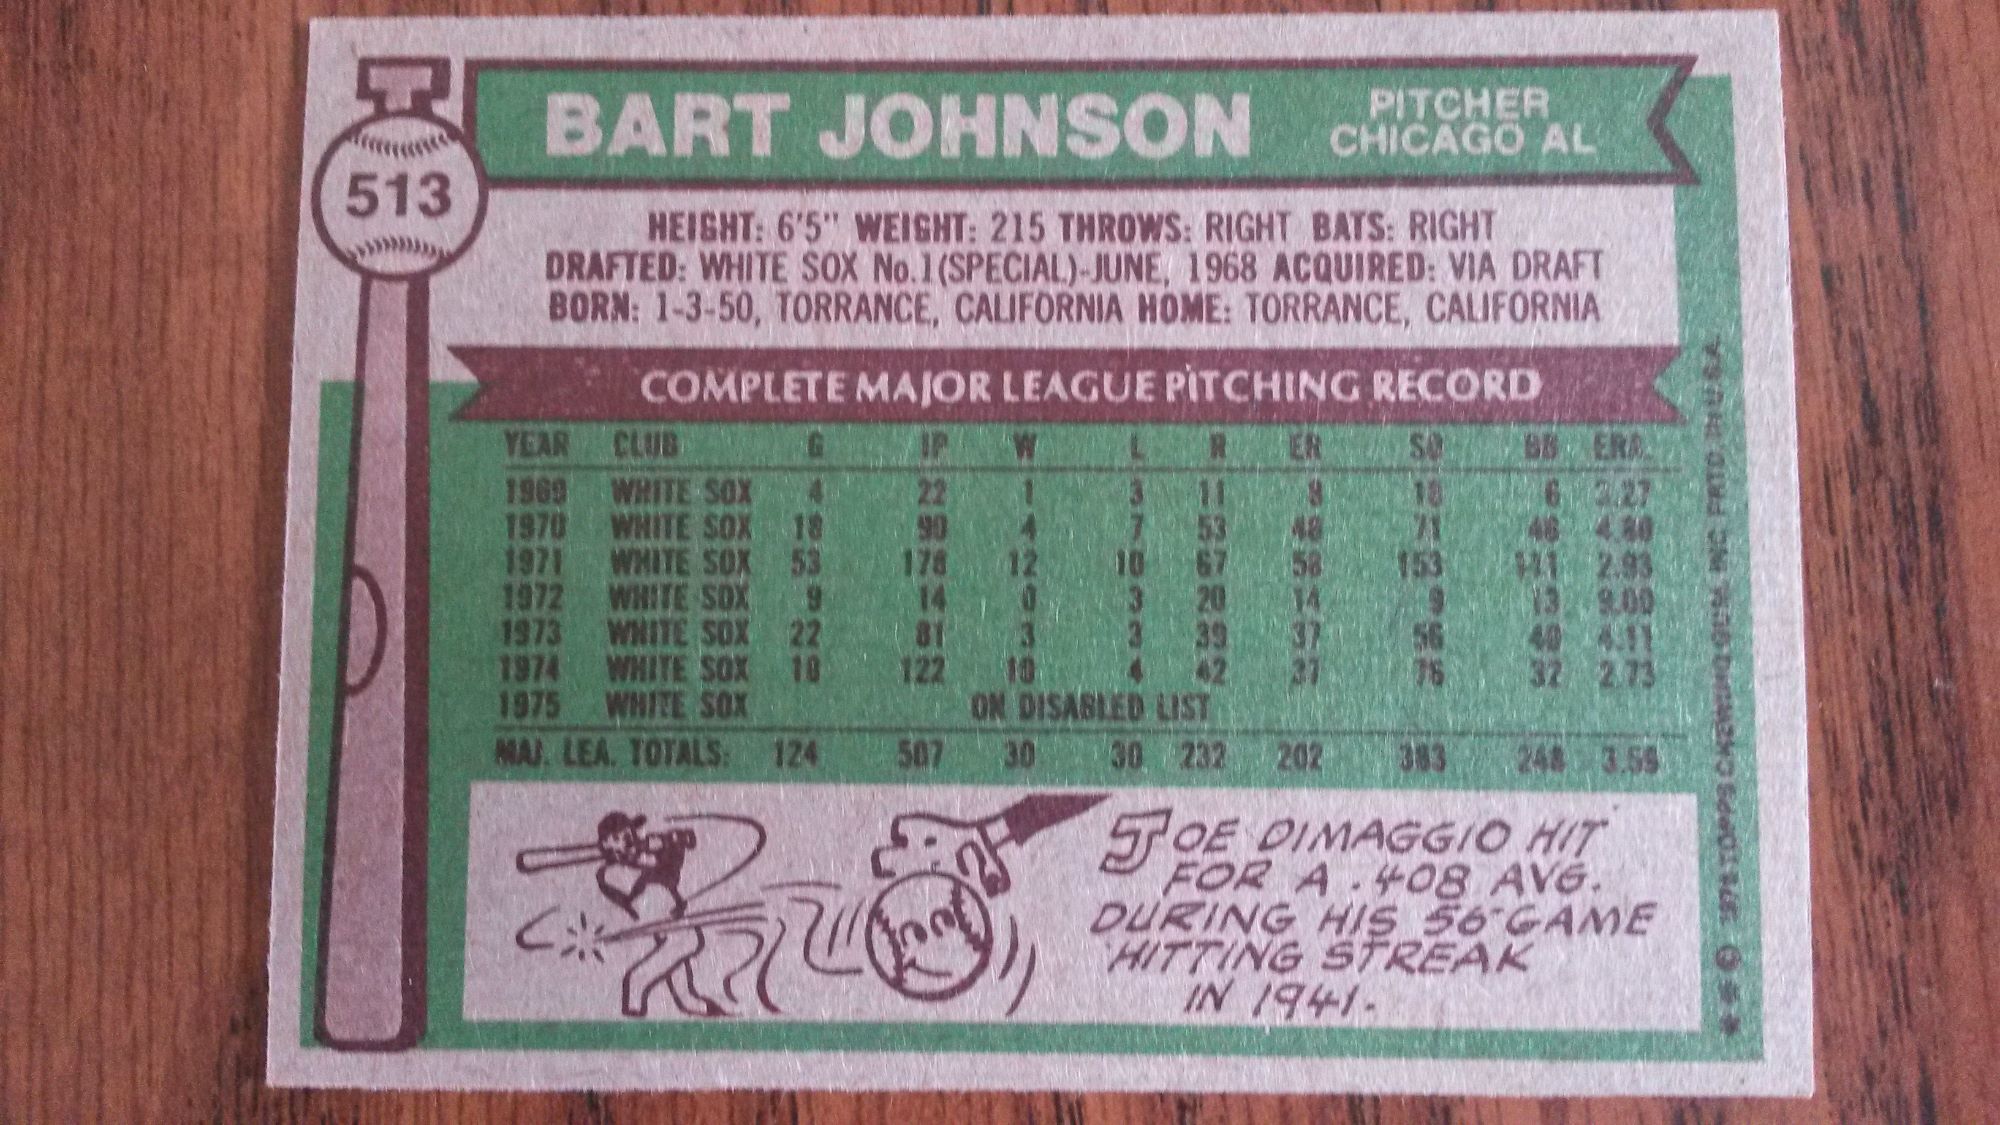 T
513
BART JOHNSON
PITCHER
CHICAGO AL
HEIGHT: 6'5" WEIGHT: 215 THROWS: RIGHT BATS: RIGHT
DRAFTED: WHITE SOX No.1(SPECIAL)-JUNE, 1968 ACQUIRED: VIA DRAFT
BORN: 1-3-50, TORRANCE, CALIFORNIA HOME: TORRANCE, CALIFORNIA
COMPLETE MAJOR LEAGUE PITCHING RECORD
YEAR CLUB G IP W L R ER SO BB ERA.
1969 WHITE SOX 4 22 1 3 11 8 18 6 3.27
1970 WHITE SOX 18 90 4 7 53 48 71 46 4.80
1971 WHITE SOX 53 178 12 10 67 58 153 111 2.93
1972 WHITE SOX 9 14 0 3 20 14 9 13 9.00
1973 WHITE SOX 22 81 3 3 39 37 56 40 4.11
1974 WHITE SOX 18 122 10 4 42 37 76 32 2.73
1975 WHITE SOX ON DISABLED LIST
MAJ. LEA. TOTALS: 124 507 30 30 232 202 383 248 3.59
JOE DIMAGGIO HIT
FOR A .408 AVG.
DURING HIS 56-GAME
HITTING STREAK
IN 1941.
TOPPS CHEWING GUM, INC. PRTD. IN U.S.A.